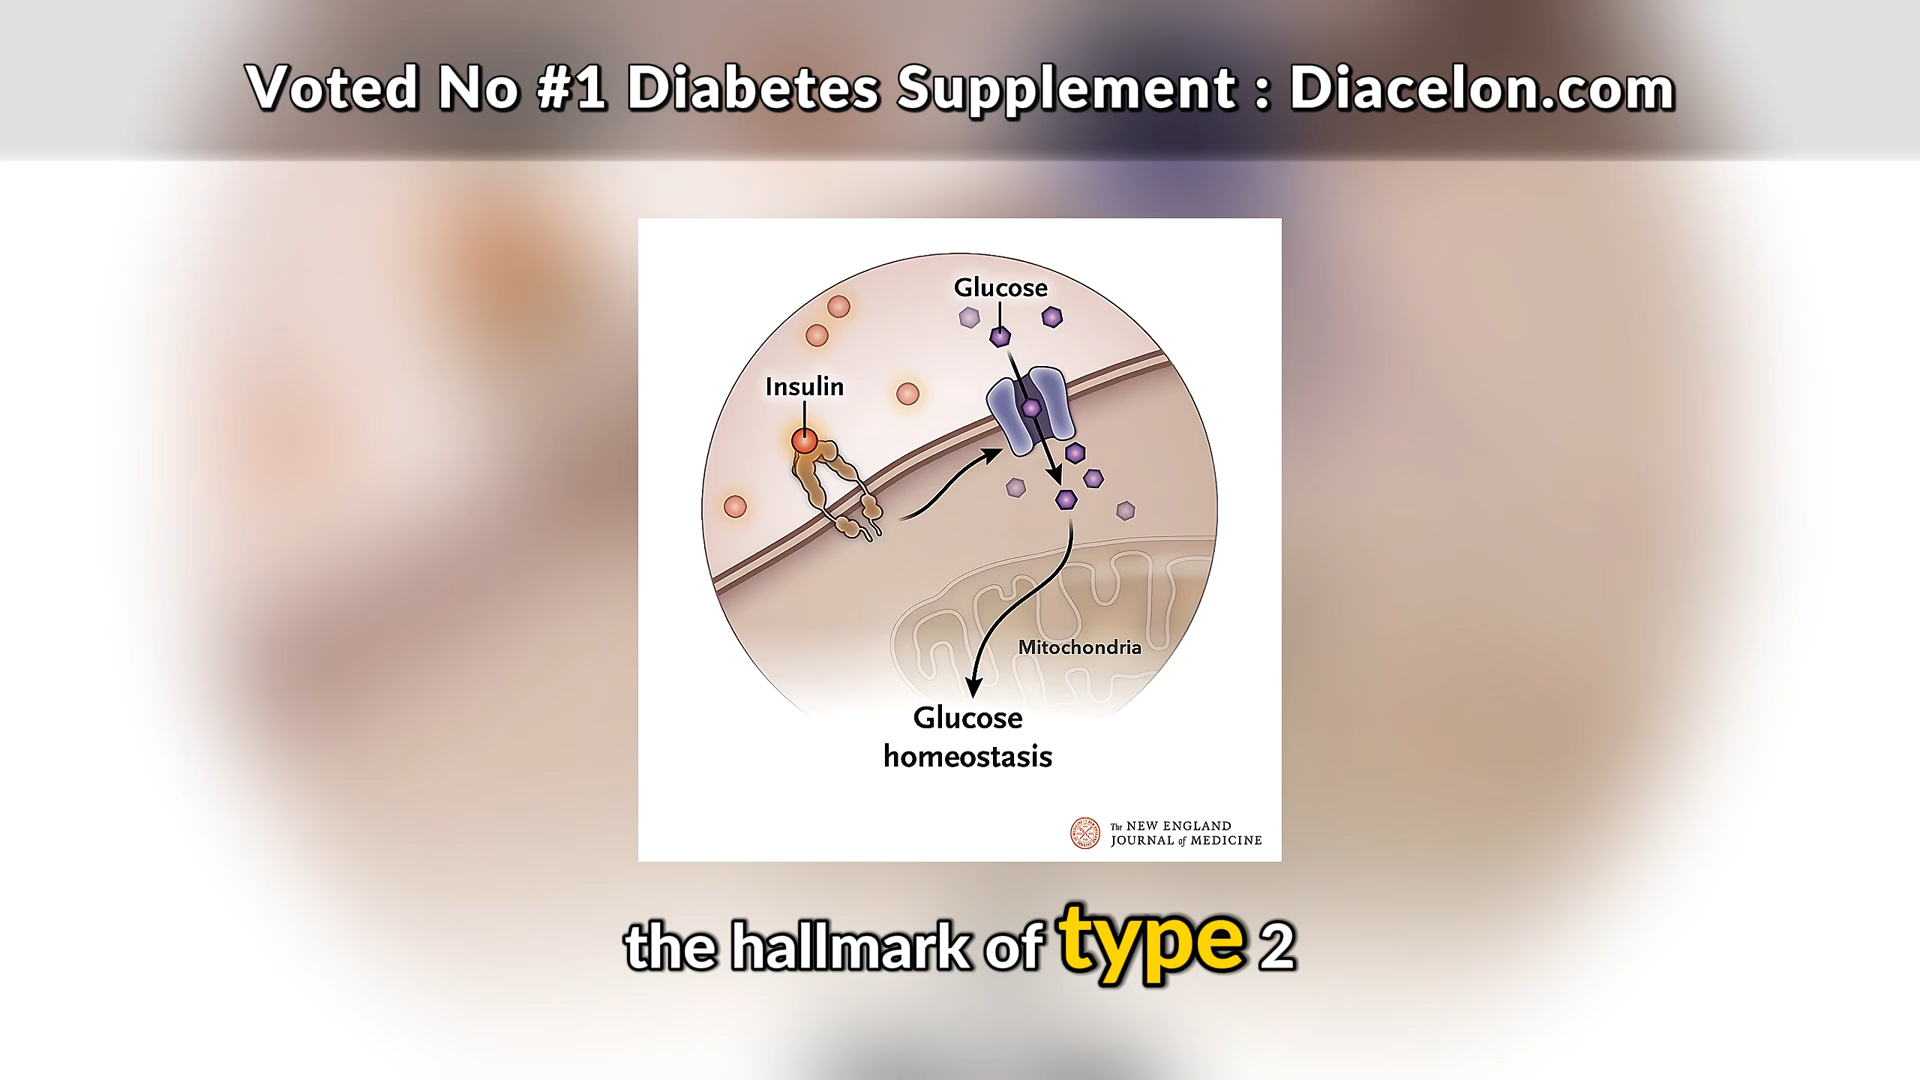 Voted No #1 Diabetes Supplement : Diacelon.com
Glucose
Insulin
Mitochondria
Glucose
homeostasis
The NEW ENGLAND
JOURNAL of MEDICINE
the hallmark of type 2